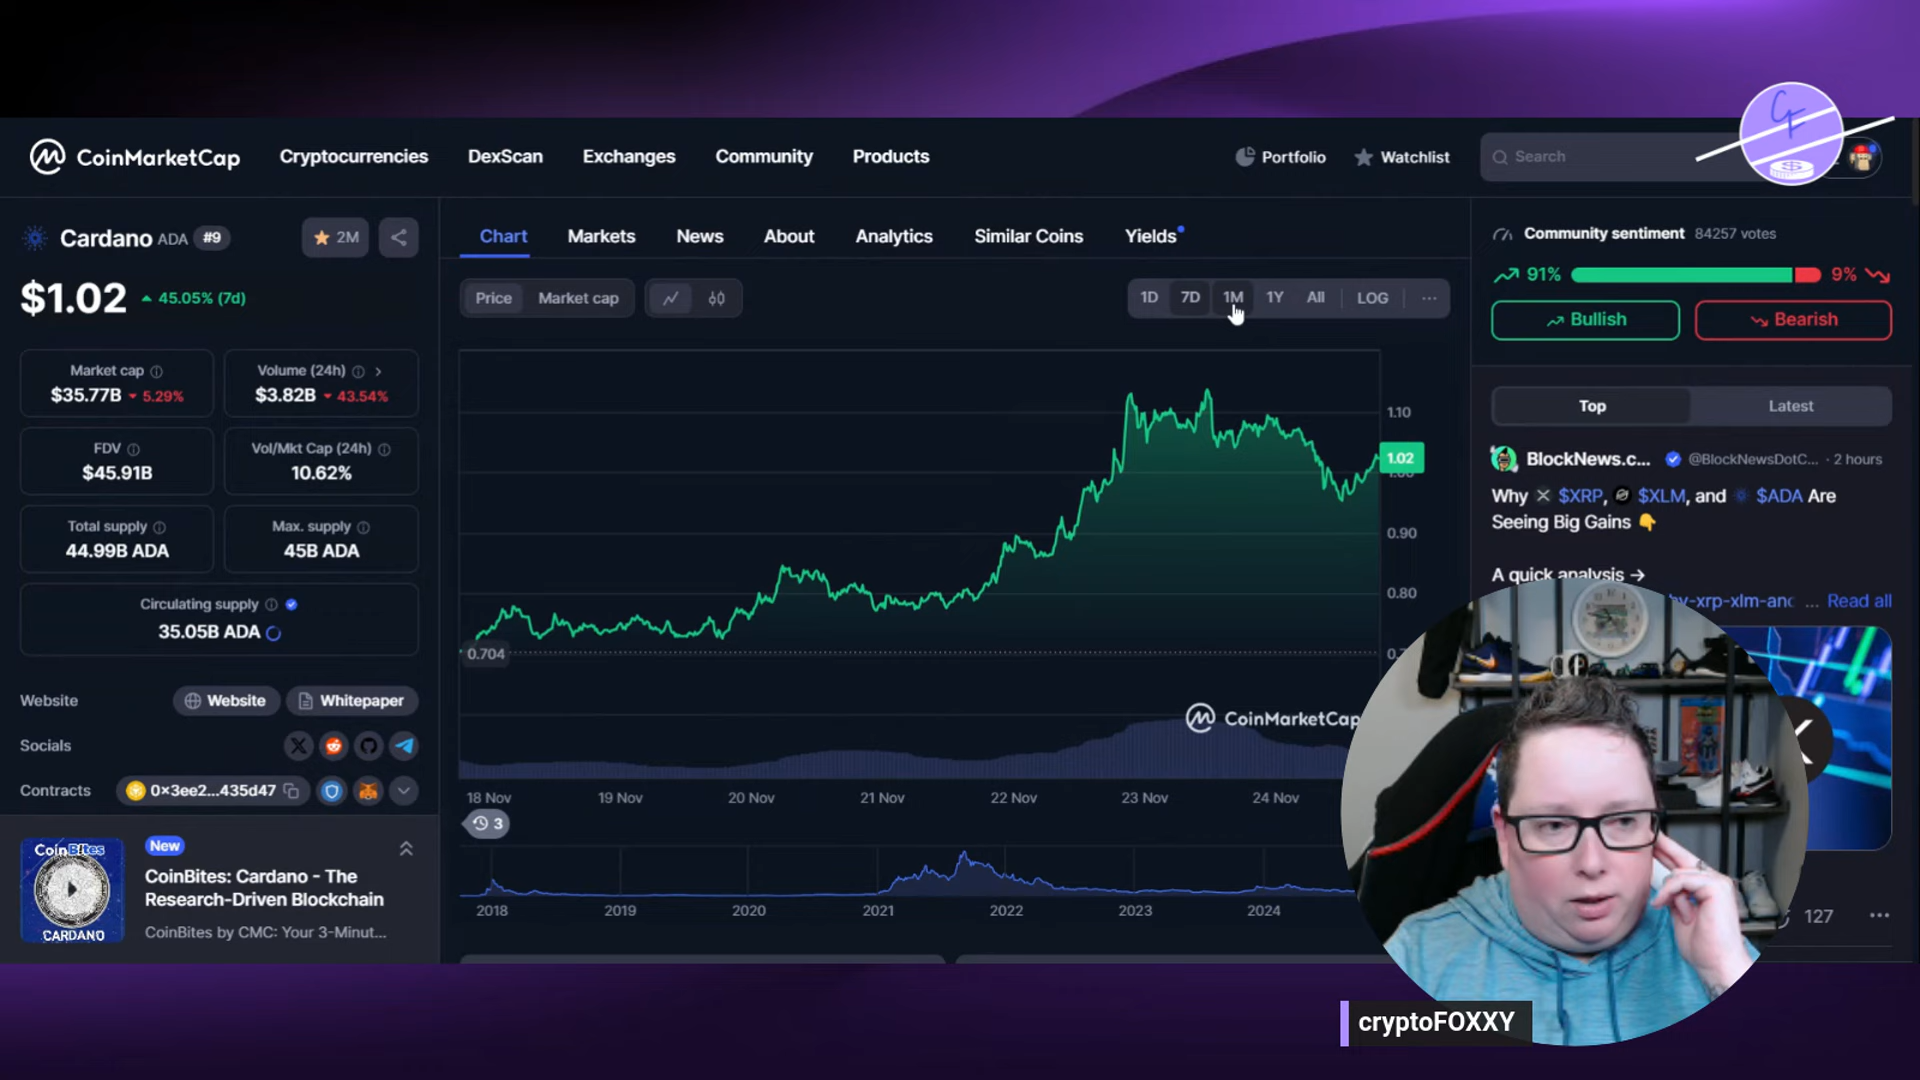 CoinMarketCap Cryptocurrencies DexScan Exchanges Community Products Portfolio Watchlist Search
Cardano ADA #9 2M
$1.02 45.05% (7d)
Market cap
$35.77B 5.29%
Volume (24h)
$3.82B 43.54%
FDV
$45.91B
Vol/Mkt Cap (24h)
10.62%
Total supply
44.99B ADA
Max. supply
45B ADA
Circulating supply
35.05B ADA
Website Website Whitepaper
Socials
Contracts 0x3ee2...435d47
CoinBites
CARDANO
New
CoinBites: Cardano - The
Research-Driven Blockchain
CoinBites by CMC: Your 3-Minut...
Chart Markets News About Analytics Similar Coins Yields
Price Market cap
1D 7D 1M 1Y All LOG ...
1.10
1.02
0.90
0.80
0.704
CoinMarketCap
18 Nov 19 Nov 20 Nov 21 Nov 22 Nov 23 Nov 24 Nov
3
2018 2019 2020 2021 2022 2023 2024
Community sentiment 84257 votes
91% 9%
Bullish Bearish
Top Latest
BlockNews.c... @BlockNewsDotC... · 2 hours
Why $XRP, $XLM, and $ADA Are
Seeing Big Gains
A quick analysis →
y-xrp-xlm-anc ... Read all
127 ...
cryptoFOXXY